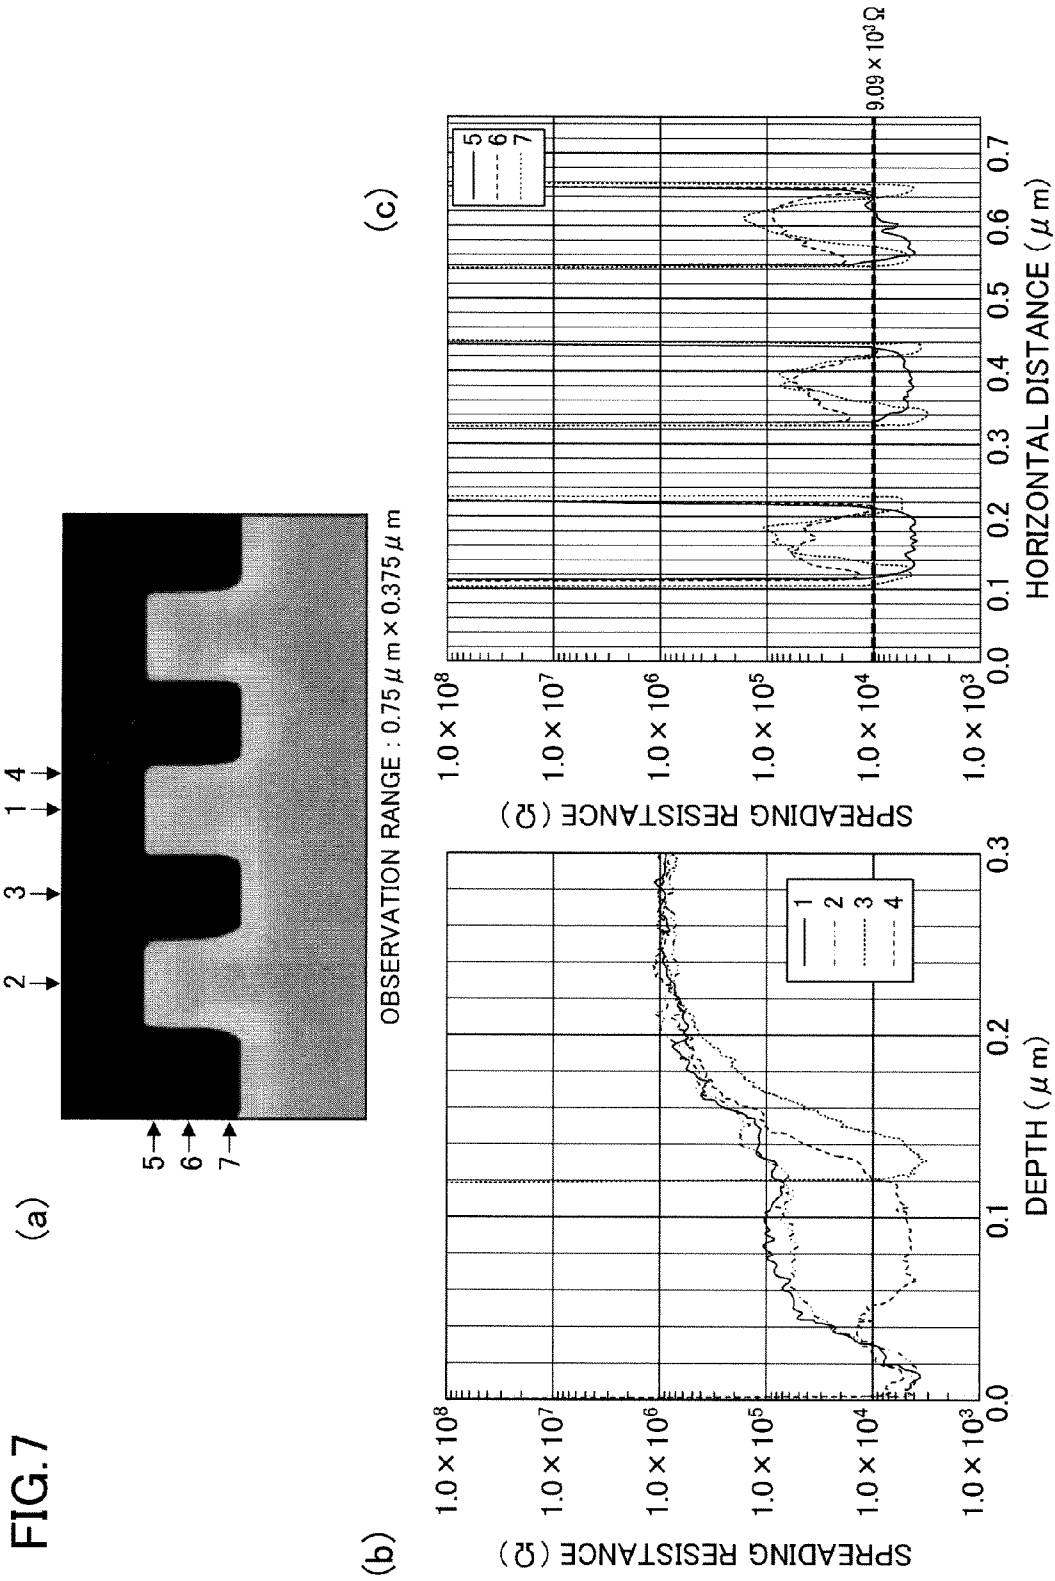 FIG.7
(a)
2 3 1 4
5
6
7
OBSERVATION RANGE : 0.75 μm × 0.375 μm
(b)
SPREADING RESISTANCE (Ω)
1.0 × 10⁸
1.0 × 10⁷
1.0 × 10⁶
1.0 × 10⁵
1.0 × 10⁴
1.0 × 10³
0.0 0.1 0.2 0.3
DEPTH (μm)
1
2
3
4
(c)
SPREADING RESISTANCE (Ω)
1.0 × 10⁸
1.0 × 10⁷
1.0 × 10⁶
1.0 × 10⁵
1.0 × 10⁴
1.0 × 10³
0.0 0.1 0.2 0.3 0.4 0.5 0.6 0.7
HORIZONTAL DISTANCE (μm)
5
6
7
9.09 × 10³ Ω